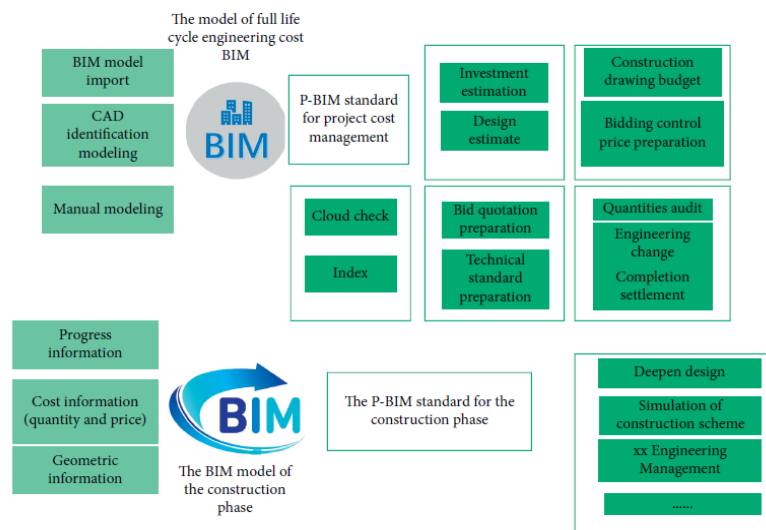 The model of full life
cycle engineering cost
BIM
BIM model
import
CAD
identification
modeling
Manual modeling
BIM
P-BIM standard
for project cost
management
Investment
estimation
Design
estimate
Construction
drawing budget
Bidding control
price preparation
Cloud check
Index
Bid quotation
preparation
Technical
standard
preparation
Quantities audit
Engineering
change
Completion
settlement
Progress
information
Cost information
(quantity and price)
Geometric
information
BIM
The BIM model of
the construction
phase
The P-BIM standard for the
construction phase
Deepen design
Simulation of
construction scheme
xx Engineering
Management
......